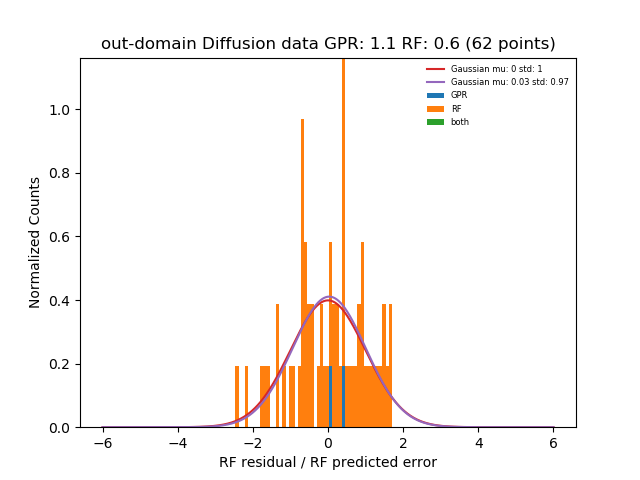 out-domain Diffusion data GPR: 1.1 RF: 0.6 (62 points)
Gaussian mu: 0 std: 1
Gaussian mu: 0.03 std: 0.97
GPR
RF
both
Normalized Counts
1.0
0.8
0.6
0.4
0.2
0.0
−6 −4 −2 0 2 4 6
RF residual / RF predicted error